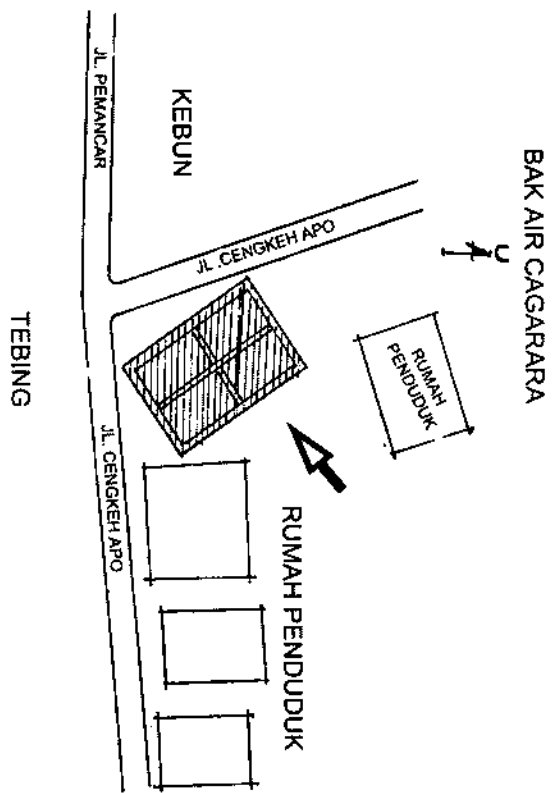 BAK AIR CAGARARA
U
KEBUN
JL. PEMANCAR
JL .CENGKEH APO
RUMAH
PENDUDUK
RUMAH PENDUDUK
JL. CENGKEH APO
TEBING